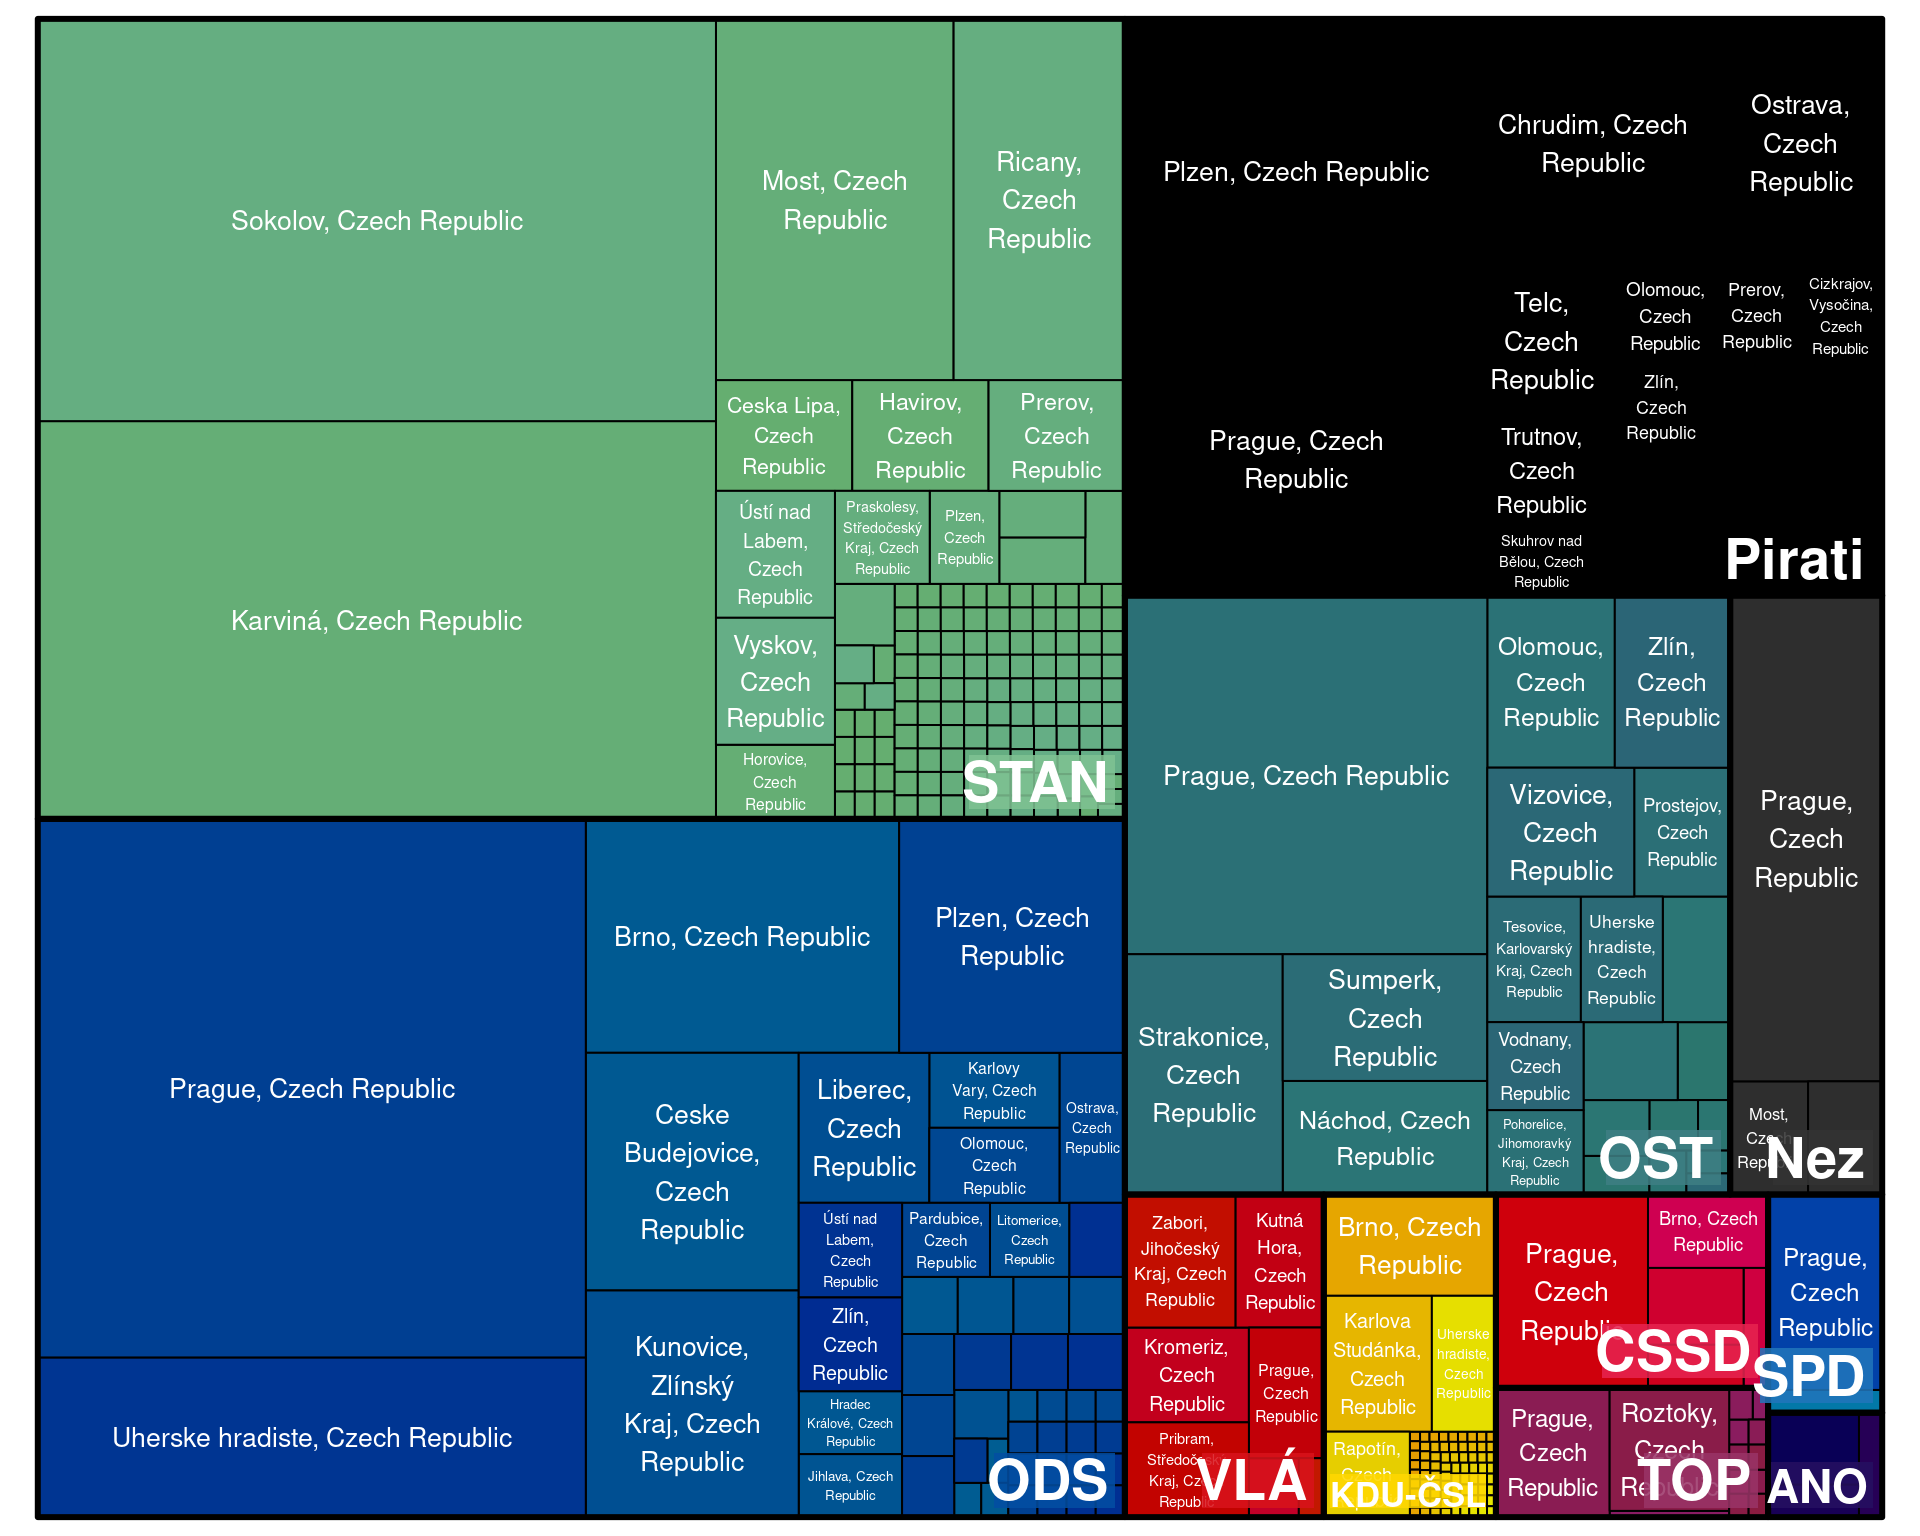 Sokolov, Czech Republic
Karviná, Czech Republic
Most, Czech
Republic
Ricany,
Czech
Republic
Ceska Lipa,
Czech
Republic
Havirov,
Czech
Republic
Prerov,
Czech
Republic
Ústí nad
Labem,
Czech
Republic
Praskolesy,
Středočeský
Kraj, Czech
Republic
Plzen,
Czech
Republic
Vyskov,
Czech
Republic
Horovice,
Czech
Republic
STAN
Plzen, Czech Republic
Prague, Czech
Republic
Chrudim, Czech
Republic
Ostrava,
Czech
Republic
Telc,
Czech
Republic
Olomouc,
Czech
Republic
Prerov,
Czech
Republic
Cizkrajov,
Vysočina,
Czech
Republic
Zlín,
Czech
Republic
Trutnov,
Czech
Republic
Skuhrov nad
Bělou, Czech
Republic
Pirati
Prague, Czech Republic
Uherske hradiste, Czech Republic
Brno, Czech Republic
Plzen, Czech
Republic
Ceske
Budejovice,
Czech
Republic
Kunovice,
Zlínský
Kraj, Czech
Republic
Liberec,
Czech
Republic
Karlovy
Vary, Czech
Republic
Olomouc,
Czech
Republic
Ostrava,
Czech
Republic
Ústí nad
Labem,
Czech
Republic
Pardubice,
Czech
Republic
Litomerice,
Czech
Republic
Zlín,
Czech
Republic
Hradec
Králové, Czech
Republic
Jihlava, Czech
Republic
ODS
Prague, Czech Republic
Strakonice,
Czech
Republic
Sumperk,
Czech
Republic
Náchod, Czech
Republic
Olomouc,
Czech
Republic
Zlín,
Czech
Republic
Vizovice,
Czech
Republic
Prostejov,
Czech
Republic
Tesovice,
Karlovarský
Kraj, Czech
Republic
Uherske
hradiste,
Czech
Republic
Vodnany,
Czech
Republic
Pohorelice,
Jihomoravký
Kraj, Czech
Republic
OST
Prague,
Czech
Republic
Most,
Czech
Republic
Nez
Zabori,
Jihočeský
Kraj, Czech
Republic
Kutná
Hora,
Czech
Republic
Kromeriz,
Czech
Republic
Prague,
Czech
Republic
Pribram,
Středočeský
Kraj, Czech
Republic
VLÁ
Brno, Czech
Republic
Karlova
Studánka,
Czech
Republic
Uherske
hradiste,
Czech
Republic
Rapotín,
Czech
KDU-ČSL
Prague,
Czech
Republic
Brno, Czech
Republic
CSSD
Prague,
Czech
Republic
SPD
Prague,
Czech
Republic
Roztoky,
Czech
Republic
TOP
ANO